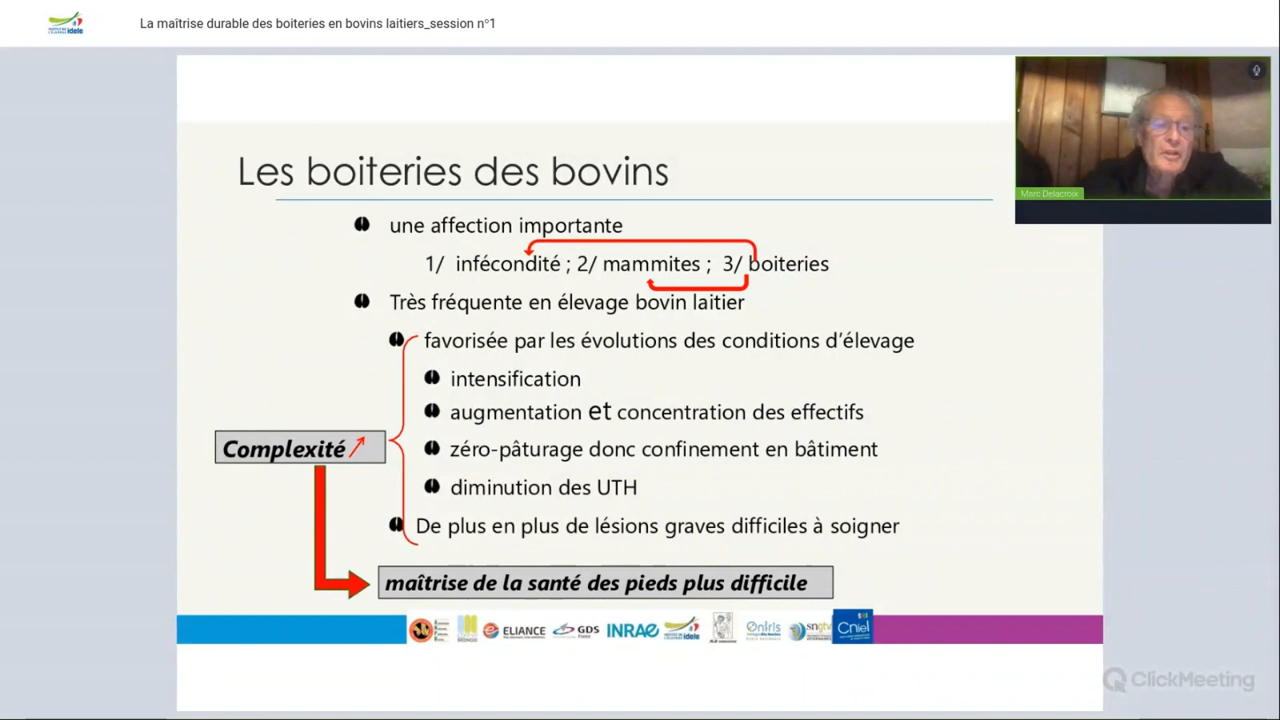 La maîtrise durable des boiteries en bovins laitiers_session n°1
idele
Marc Delacroix
Les boiteries des bovins
une affection importante
1/ infécondité ; 2/ mammites ; 3/ boiteries
Très fréquente en élevage bovin laitier
favorisée par les évolutions des conditions d'élevage
intensification
augmentation et concentration des effectifs
Complexité
zéro-pâturage donc confinement en bâtiment
diminution des UTH
De plus en plus de lésions graves difficiles à soigner
maîtrise de la santé des pieds plus difficile
ELIANCE
GDS
INRAE
idele
Oniris
sngtv
Cniel
ClickMeeting